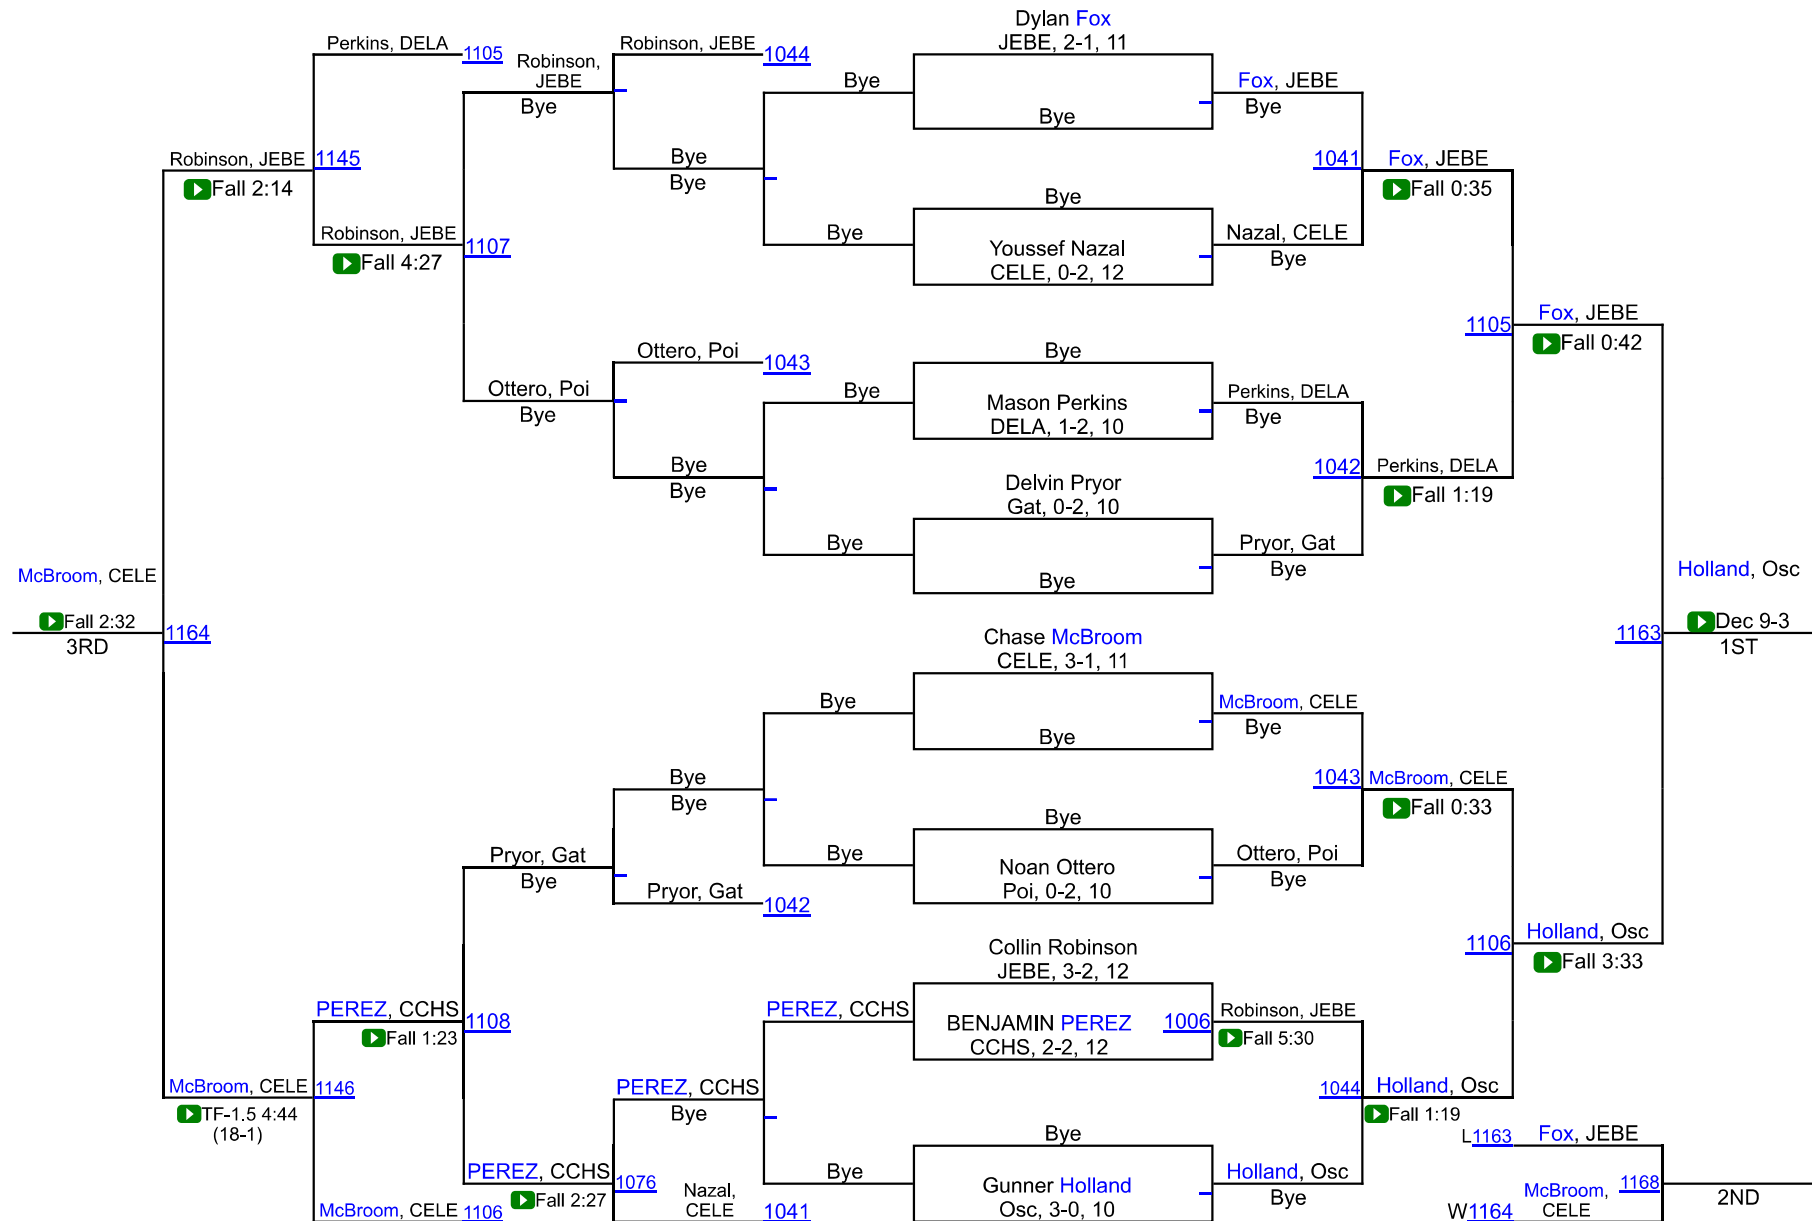 Dylan Fox
JEBE, 2-1, 11
Perkins, DELA
1105
Robinson,
JEBE
Bye
Robinson, JEBE
1044
Bye
Bye
Fox, JEBE
Bye
Robinson, JEBE
1145
Fall 2:14
Bye
Bye
1041
Fox, JEBE
Fall 0:35
Robinson, JEBE
1107
Fall 4:27
Bye
Bye
Youssef Nazal
CELE, 0-2, 12
Nazal, CELE
Bye
1105
Fox, JEBE
Fall 0:42
Ottero, Poi
1043
Ottero, Poi
Bye
Bye
Bye
Mason Perkins
DELA, 1-2, 10
Perkins, DELA
Bye
Bye
Bye
1042
Perkins, DELA
Fall 1:19
Delvin Pryor
Gat, 0-2, 10
Bye
Bye
Pryor, Gat
Bye
McBroom, CELE
Fall 2:32
3RD
1164
Holland, Osc
1163
Dec 9-3
1ST
Chase McBroom
CELE, 3-1, 11
Bye
Bye
McBroom, CELE
Bye
Bye
Bye
1043
McBroom, CELE
Fall 0:33
Pryor, Gat
Bye
Pryor, Gat
1042
Bye
Bye
Noan Ottero
Poi, 0-2, 10
Ottero, Poi
Bye
1106
Holland, Osc
Fall 3:33
Collin Robinson
JEBE, 3-2, 12
PEREZ, CCHS
1108
Fall 1:23
PEREZ, CCHS
BENJAMIN PEREZ
CCHS, 2-2, 12
1006
Robinson, JEBE
Fall 5:30
McBroom, CELE
1146
TF-1.5 4:44
(18-1)
PEREZ, CCHS
Bye
1044
Holland, Osc
Fall 1:19
PEREZ, CCHS
1076
Fall 2:27
Bye
Bye
Gunner Holland
Osc, 3-0, 10
Holland, Osc
Bye
L1163
Fox, JEBE
McBroom, CELE
1106
Nazal,
CELE
1041
W1164
McBroom,
CELE
1168
2ND